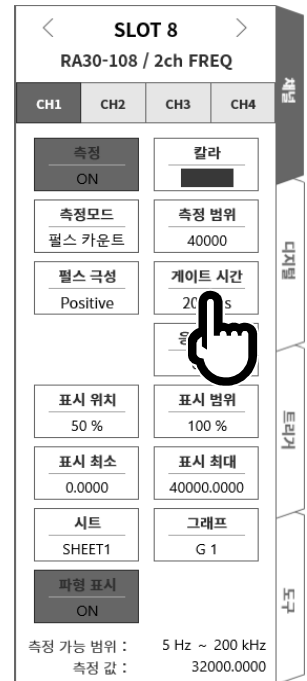 SLOT 8
RA30-108 / 2ch FREQ
CH1 CH2 CH3 CH4
측정 칼라
ON
측정모드 측정 범위
펄스 카운트 40000
펄스 극성 게이트 시간
Positive 20 s
표시 위치 표시 범위
50 % 100 %
표시 최소 표시 최대
0.0000 40000.0000
시트 그래프
SHEET1 G 1
파형 표시
ON
측정 가능 범위 : 5 Hz ~ 200 kHz
측정 값 : 32000.0000
채널
디지털
트리거
도구